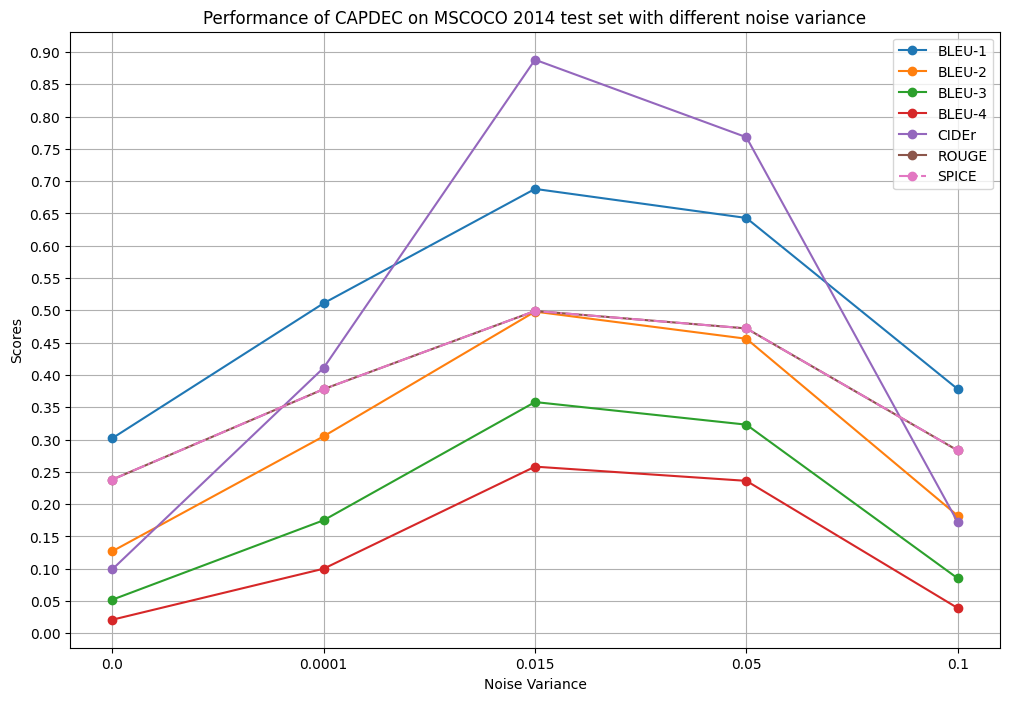 Performance of CAPDEC on MSCOCO 2014 test set with different noise variance
0.90
0.85
0.80
0.75
0.70
0.65
0.60
0.55
0.50
0.45
0.40
0.35
0.30
0.25
0.20
0.15
0.10
0.05
0.00
Scores
BLEU-1
BLEU-2
BLEU-3
BLEU-4
CIDEr
ROUGE
SPICE
0.0 0.0001 0.015 0.05 0.1
Noise Variance